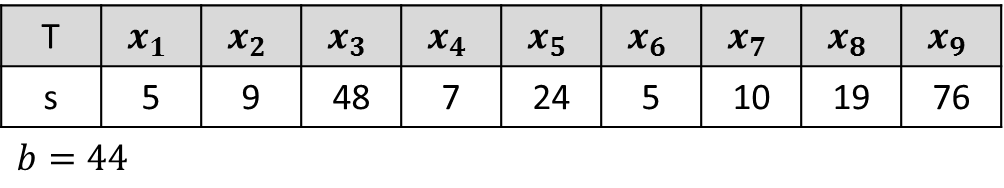 T x₁ x₂ x₃ x₄ x₅ x₆ x₇ x₈ x₉
s 5 9 48 7 24 5 10 19 76
b = 44